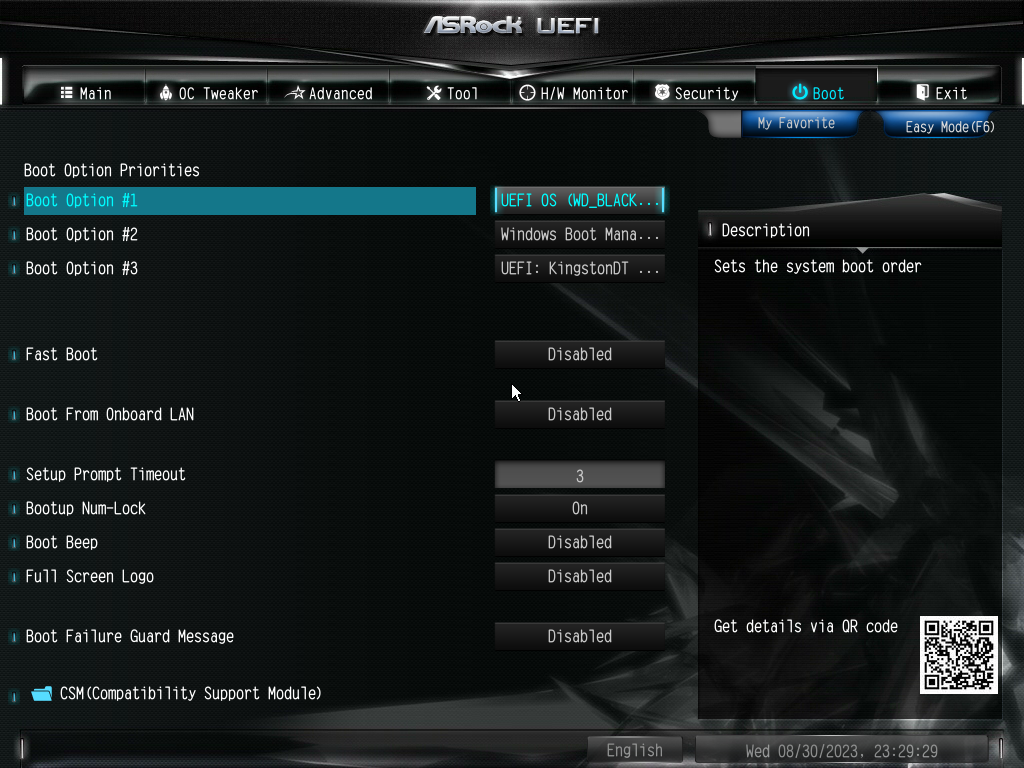 ASRock UEFI
Main OC Tweaker Advanced Tool H/W Monitor Security Boot Exit
My Favorite Easy Mode(F6)
Boot Option Priorities
Boot Option #1 UEFI OS (WD_BLACK...
Boot Option #2 Windows Boot Mana...
Boot Option #3 UEFI: KingstonDT ...
Fast Boot Disabled
Boot From Onboard LAN Disabled
Setup Prompt Timeout 3
Bootup Num-Lock On
Boot Beep Disabled
Full Screen Logo Disabled
Boot Failure Guard Message Disabled
CSM(Compatibility Support Module)
Description
Sets the system boot order
Get details via QR code
English Wed 08/30/2023. 23:29:29